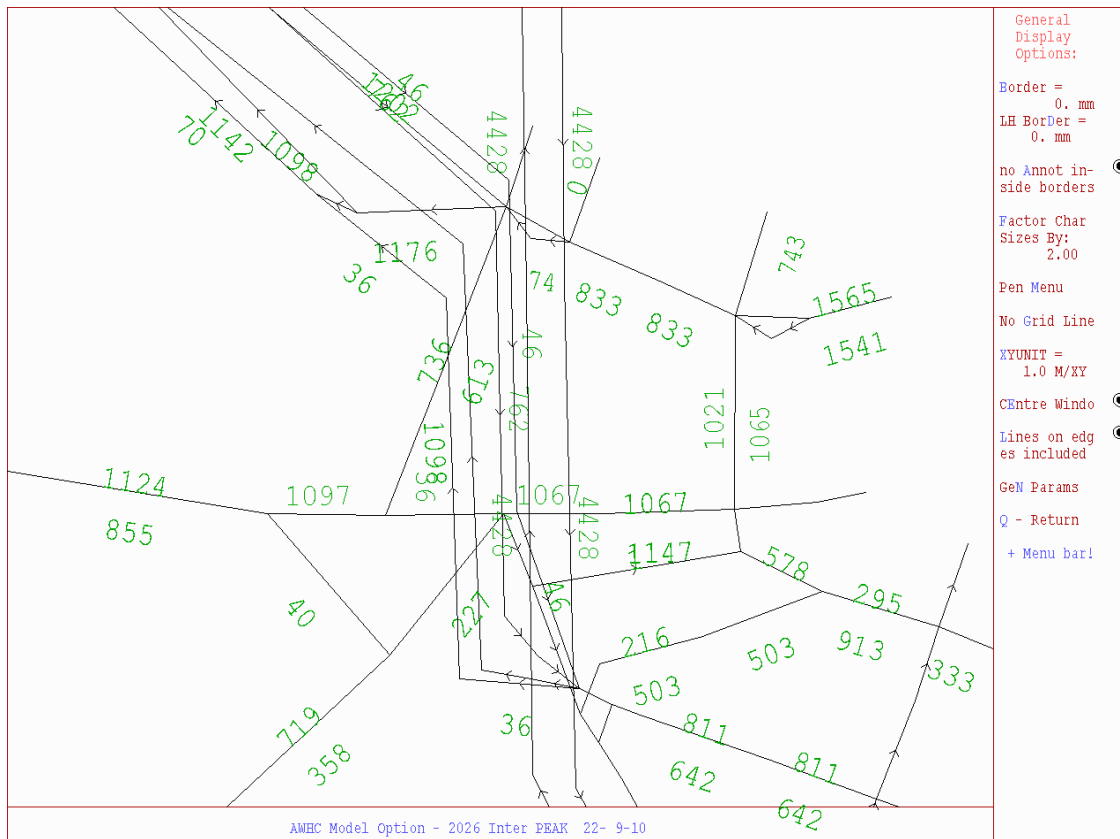 General
Display
Options:
Border =
0. mm
LH BorDer =
0. mm
no Annot in-
side borders
Factor Char
Sizes By:
2.00
Pen Menu
No Grid Line
XYUNIT =
1.0 M/XY
CEntre Windo
Lines on edg
es included
GeN Params
Q - Return
+ Menu bar!
46
4428
4428
0
1142
70
1098
1176
36
74
833
833
743
1565
1541
46
736
613
762
1021
1065
1098
36
1124
855
1097
1067
1067
4428
4428
1147
578
295
46
40
227
216
503
913
333
503
719
358
36
811
811
642
642
AWHC Model Option - 2026 Inter PEAK 22- 9-10